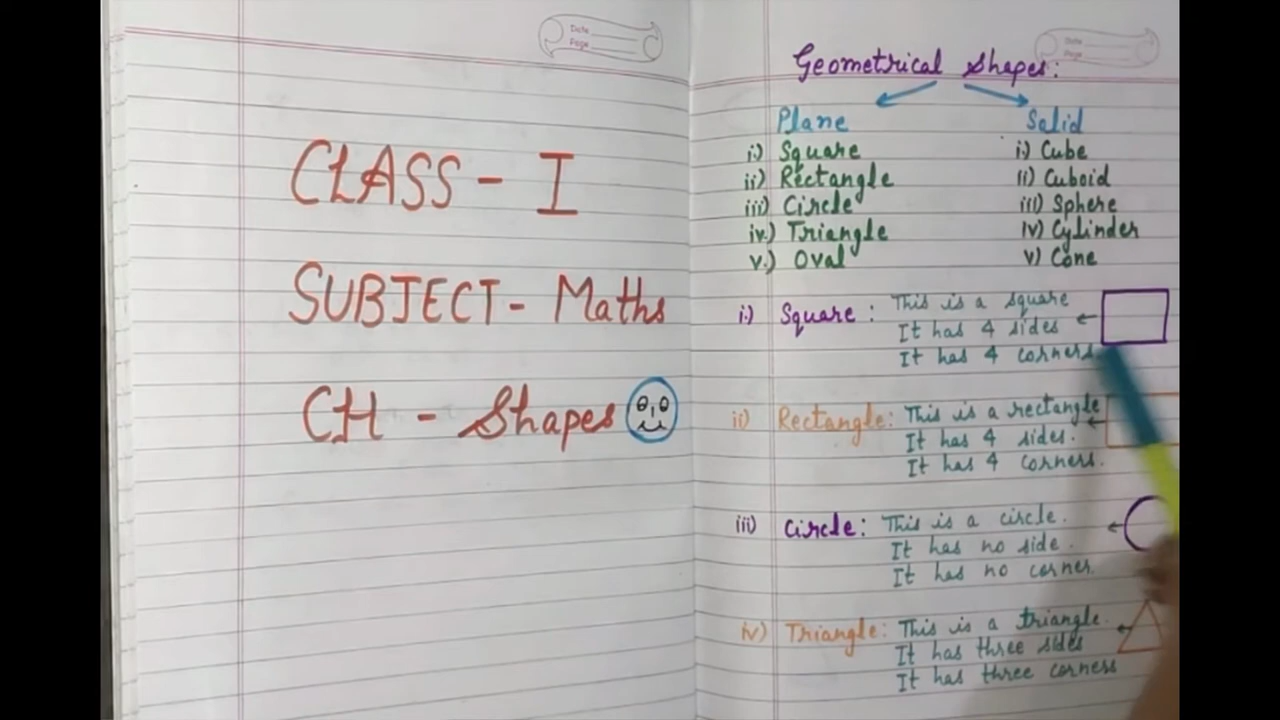 Date
Page
CLASS - I
SUBJECT - Maths
CH - Shapes
Date
Page
Geometrical Shapes:
Plane
i.) Square
ii) Rectangle
iii) Circle
iv.) Triangle
v.) Oval
Solid
i) Cube
ii) Cuboid
iii) Sphere
iv) Cylinder
v) Cone
i.) Square : This is a square
It has 4 sides
It has 4 corners
ii) Rectangle: This is a rectangle
It has 4 sides.
It has 4 corners.
iii) Circle: This is a circle.
It has no side.
It has no corner.
iv) Triangle: This is a triangle.
It has three sides
It has three corners